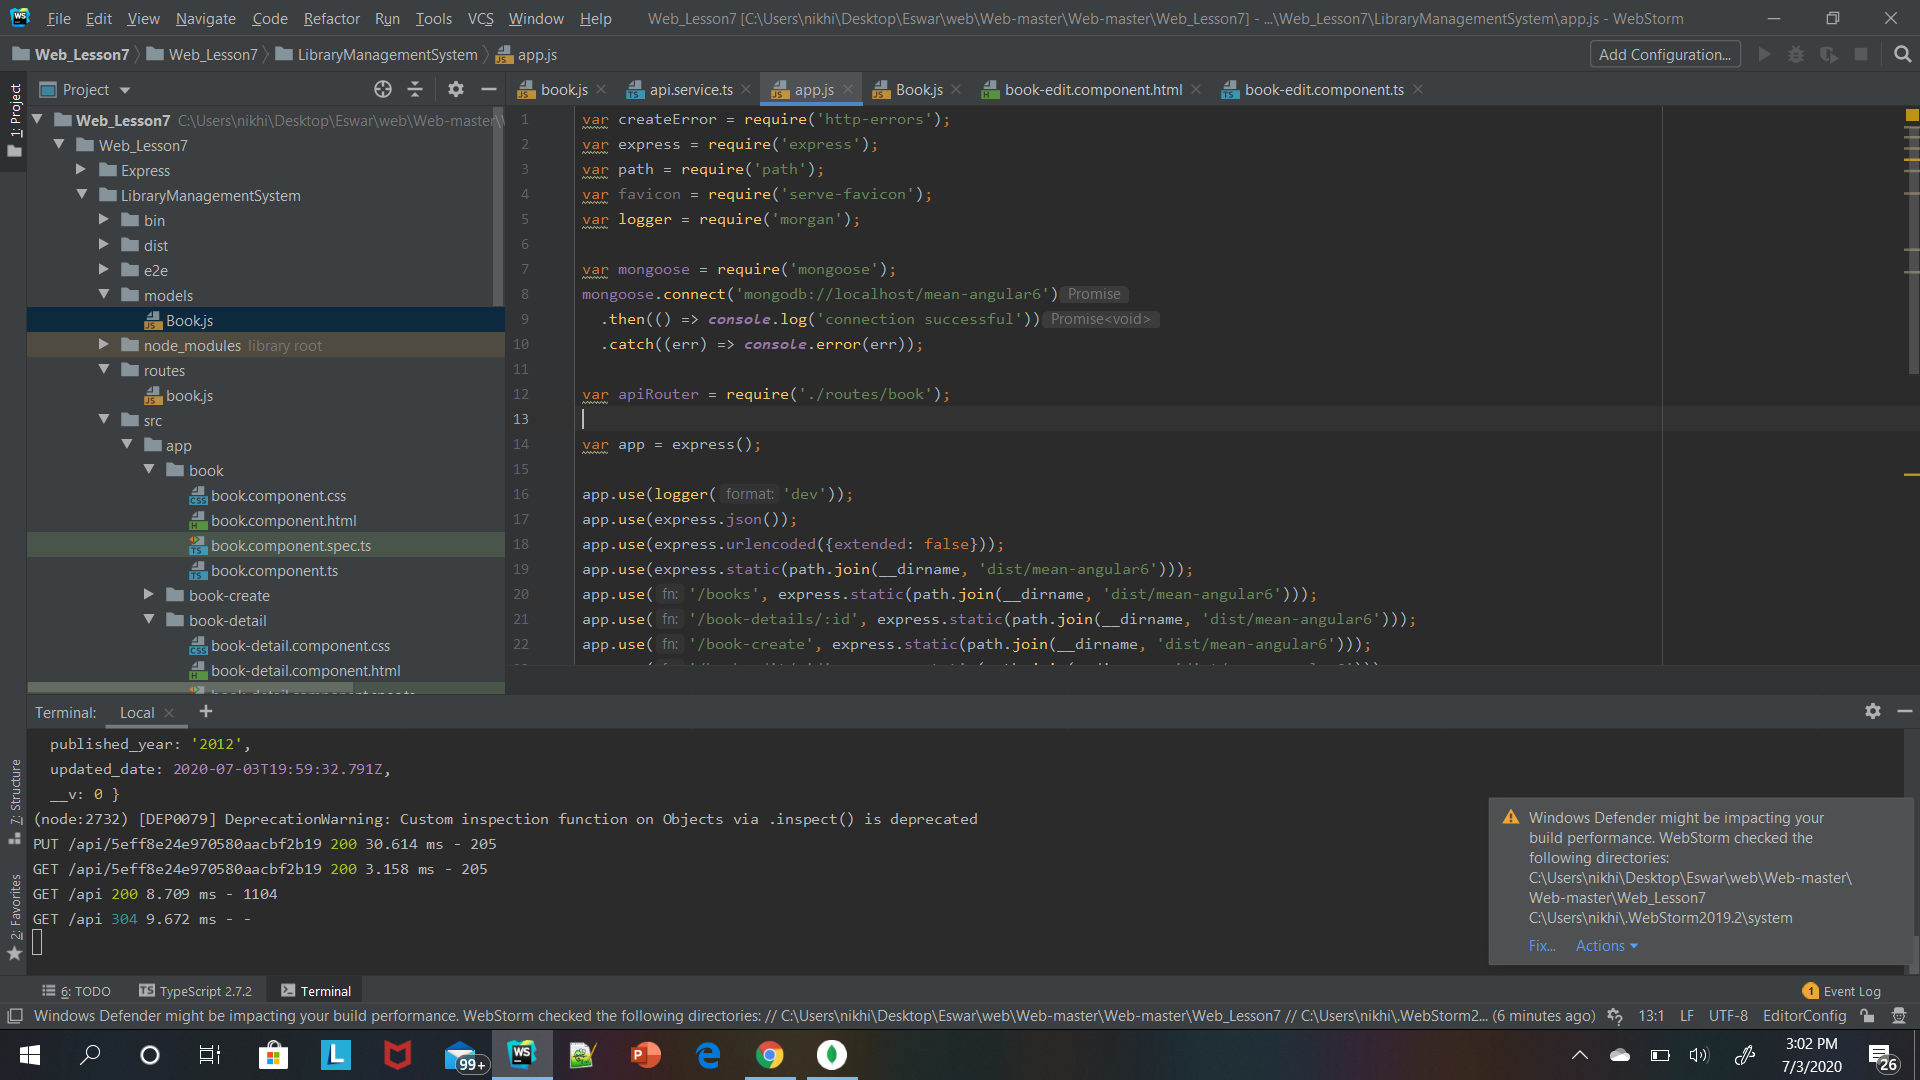 File Edit View Navigate Code Refactor Run Tools VCS Window Help Web_Lesson7 [C:\Users\nikhi\Desktop\Eswar\web\Web-master\Web-master\Web_Lesson7] - ...\Web_Lesson7\LibraryManagementSystem\app.js - WebStorm
Web_Lesson7 Web_Lesson7 LibraryManagementSystem app.js Add Configuration...
Project
book.js api.service.ts app.js Book.js book-edit.component.html book-edit.component.ts
1: Project
Web_Lesson7 C:\Users\nikhi\Desktop\Eswar\web\Web-master\
Web_Lesson7
Express
LibraryManagementSystem
bin
dist
e2e
models
Book.js
node_modules library root
routes
book.js
src
app
book
book.component.css
book.component.html
book.component.spec.ts
book.component.ts
book-create
book-detail
book-detail.component.css
book-detail.component.html
1 var createError = require('http-errors');
2 var express = require('express');
3 var path = require('path');
4 var favicon = require('serve-favicon');
5 var logger = require('morgan');
6
7 var mongoose = require('mongoose');
8 mongoose.connect('mongodb://localhost/mean-angular6') Promise
9 .then(() => console.log('connection successful')) Promise<void>
10 .catch((err) => console.error(err));
11
12 var apiRouter = require('./routes/book');
13
14 var app = express();
15
16 app.use(logger( format: 'dev'));
17 app.use(express.json());
18 app.use(express.urlencoded({extended: false}));
19 app.use(express.static(path.join(__dirname, 'dist/mean-angular6')));
20 app.use( fn: '/books', express.static(path.join(__dirname, 'dist/mean-angular6')));
21 app.use( fn: '/book-details/:id', express.static(path.join(__dirname, 'dist/mean-angular6')));
22 app.use( fn: '/book-create', express.static(path.join(__dirname, 'dist/mean-angular6')));
Terminal: Local +
published_year: '2012',
updated_date: 2020-07-03T19:59:32.791Z,
__v: 0 }
(node:2732) [DEP0079] DeprecationWarning: Custom inspection function on Objects via .inspect() is deprecated
PUT /api/5eff8e24e970580aacbf2b19 200 30.614 ms - 205
GET /api/5eff8e24e970580aacbf2b19 200 3.158 ms - 205
GET /api 200 8.709 ms - 1104
GET /api 304 9.672 ms - -
7: Structure
2: Favorites
Windows Defender might be impacting your
build performance. WebStorm checked the
following directories:
C:\Users\nikhi\Desktop\Eswar\web\Web-master\
Web-master\Web_Lesson7
C:\Users\nikhi\.WebStorm2019.2\system
Fix... Actions
6: TODO TypeScript 2.7.2 Terminal 1 Event Log
Windows Defender might be impacting your build performance. WebStorm checked the following directories: // C:\Users\nikhi\Desktop\Eswar\web\Web-master\Web-master\Web_Lesson7 // C:\Users\nikhi\.WebStorm2... (6 minutes ago) 13:1 LF UTF-8 EditorConfig
99+
3:02 PM
7/3/2020
26